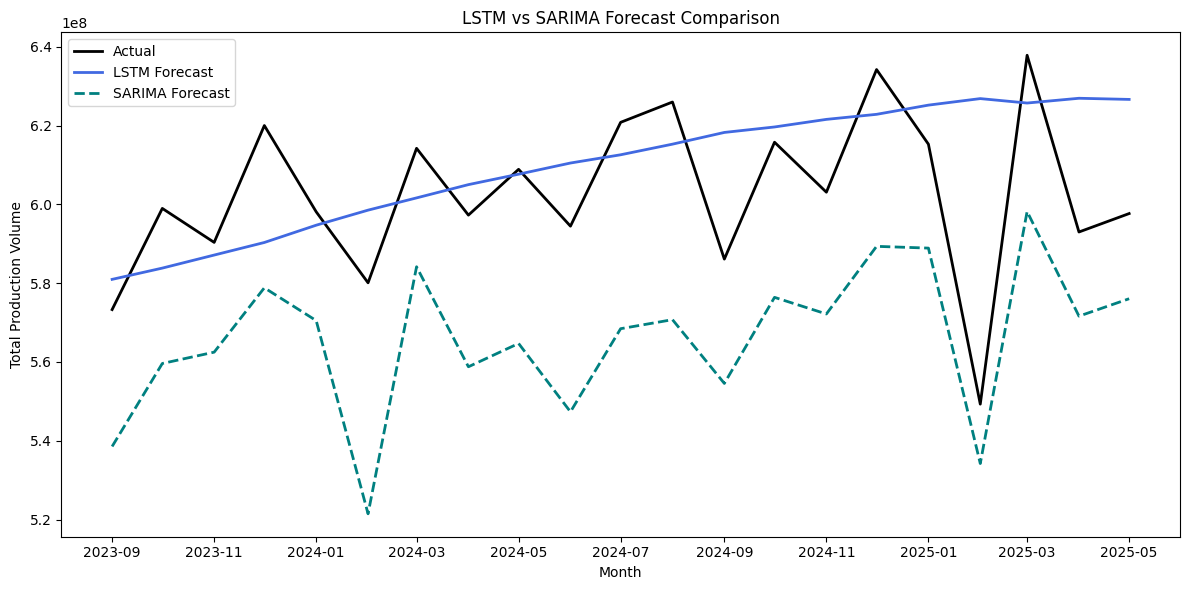 LSTM vs SARIMA Forecast Comparison
1e8
Actual
LSTM Forecast
SARIMA Forecast
6.4
6.2
6.0
5.8
5.6
5.4
5.2
Total Production Volume
2023-09 2023-11 2024-01 2024-03 2024-05 2024-07 2024-09 2024-11 2025-01 2025-03 2025-05
Month